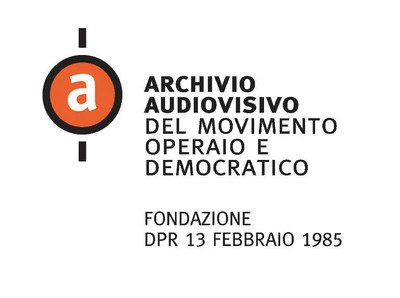 a
ARCHIVIO
AUDIOVISIVO
DEL MOVIMENTO
OPERAIO E
DEMOCRATICO
FONDAZIONE
DPR 13 FEBBRAIO 1985